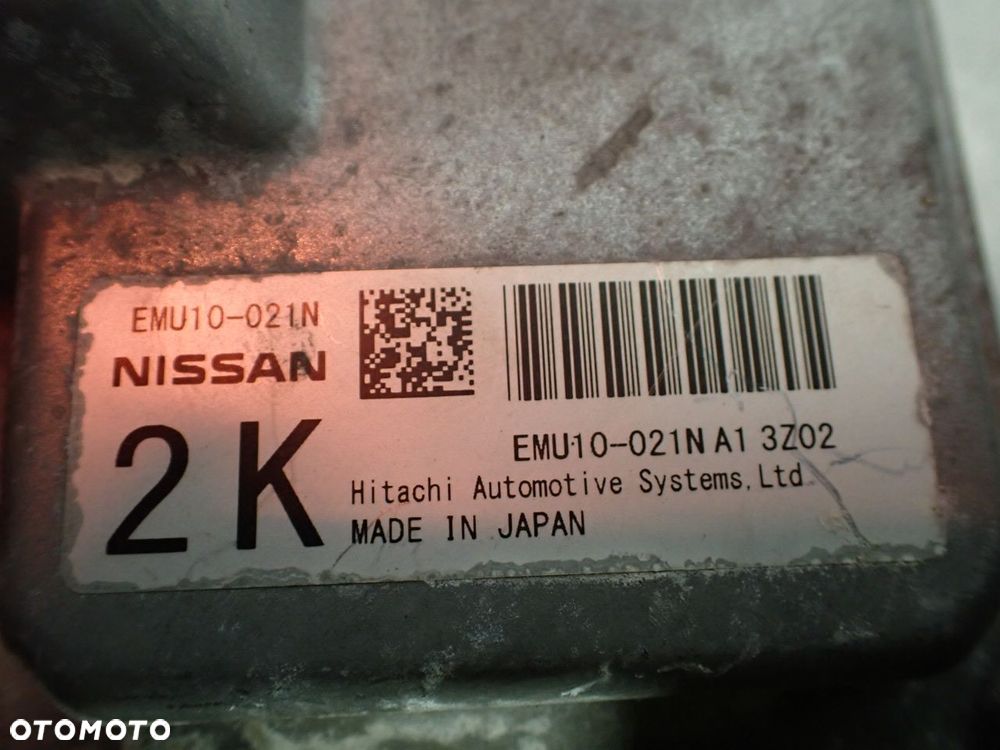 EMU10-021N
NISSAN
2K
EMU10-021N A1 3Z02
Hitachi Automotive Systems, Ltd.
MADE IN JAPAN
OTOMOTO